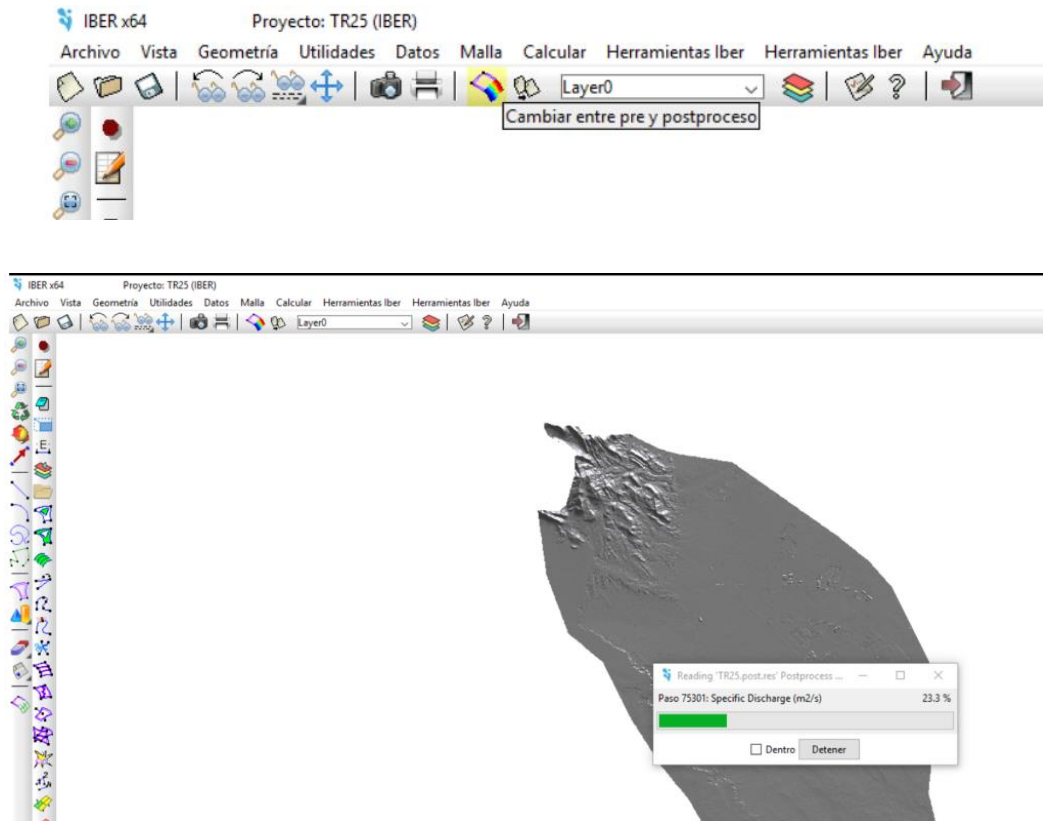 IBER x64 Proyecto: TR25 (IBER)
Archivo Vista Geometría Utilidades Datos Malla Calcular Herramientas Iber Herramientas Iber Ayuda
Layer0
Cambiar entre pre y postproceso
IBER x64 Proyecto: TR25 (IBER)
Archivo Vista Geometría Utilidades Datos Malla Calcular Herramientas Iber Herramientas Iber Ayuda
Layer0
E
Reading 'TR25.post.res' Postprocess ...
Paso 75301: Specific Discharge (m2/s) 23.3 %
Dentro Detener